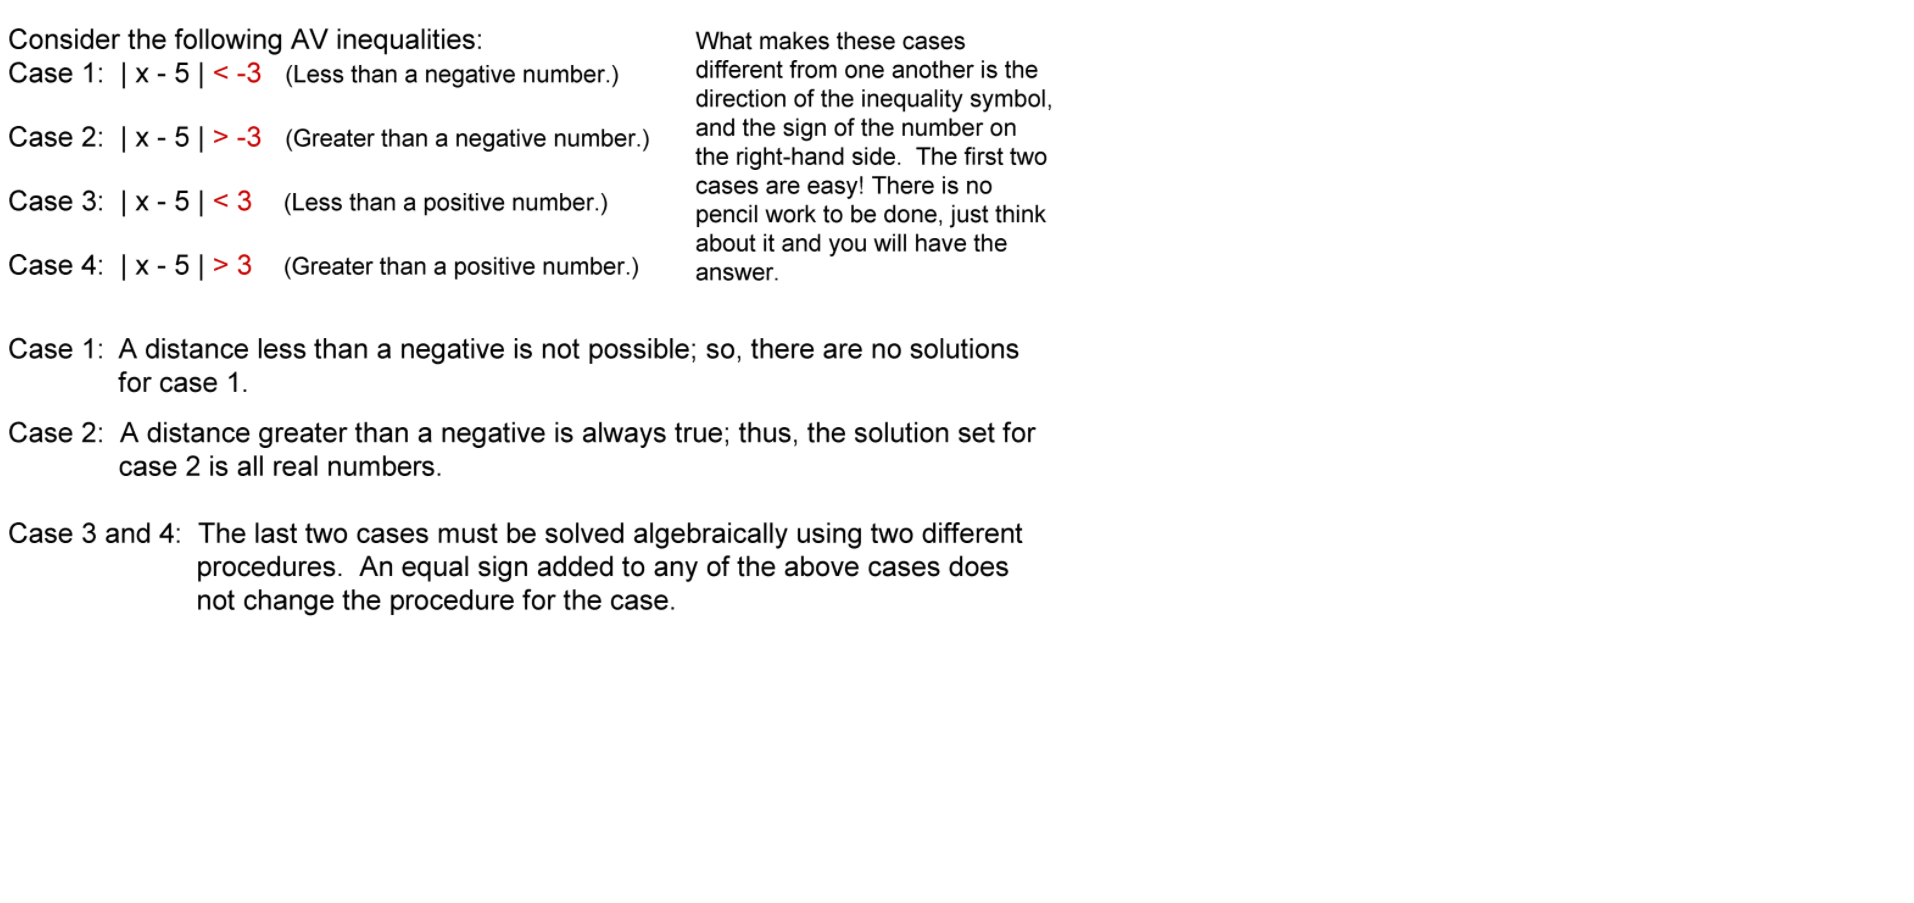 Consider the following AV inequalities:
Case 1: | x - 5 | < -3 (Less than a negative number.)
Case 2: | x - 5 | > -3 (Greater than a negative number.)
Case 3: | x - 5 | < 3 (Less than a positive number.)
Case 4: | x - 5 | > 3 (Greater than a positive number.)
What makes these cases
different from one another is the
direction of the inequality symbol,
and the sign of the number on
the right-hand side. The first two
cases are easy! There is no
pencil work to be done, just think
about it and you will have the
answer.
Case 1: A distance less than a negative is not possible; so, there are no solutions
for case 1.
Case 2: A distance greater than a negative is always true; thus, the solution set for
case 2 is all real numbers.
Case 3 and 4: The last two cases must be solved algebraically using two different
procedures. An equal sign added to any of the above cases does
not change the procedure for the case.